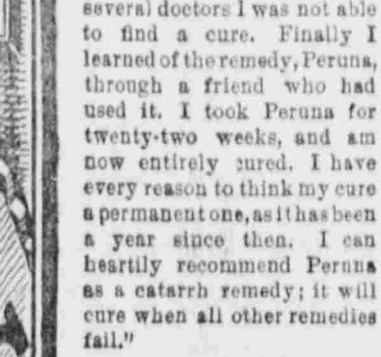 several doctors I was not able
to find a cure. Finally I
learned of the remedy, Peruna,
through a friend who had
used it. I took Peruna for
twenty-two weeks, and am
now entirely cured. I have
every reason to think my cure
a permanent one, as it has been
a year since then. I can
heartily recommend Peruna
as a catarrh remedy; it will
cure when all other remedies
fail."